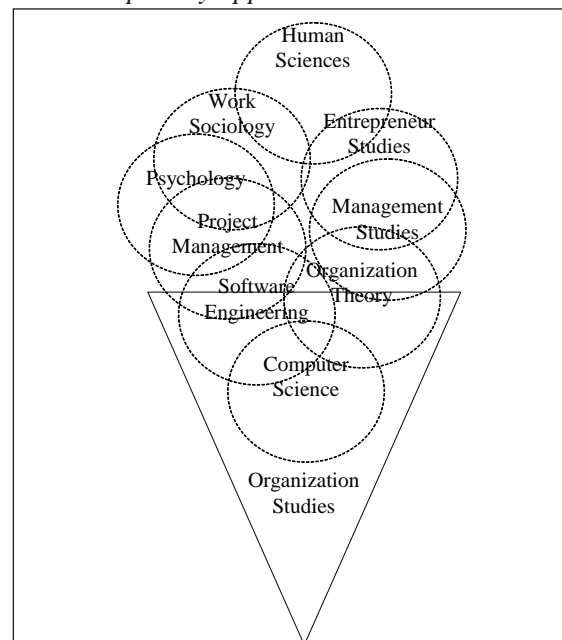 Human
Sciences
Work
Sociology
Entrepreneur
Studies
Psychology
Management
Studies
Project
Management
Organization
Theory
Software
Engineering
Computer
Science
Organization
Studies